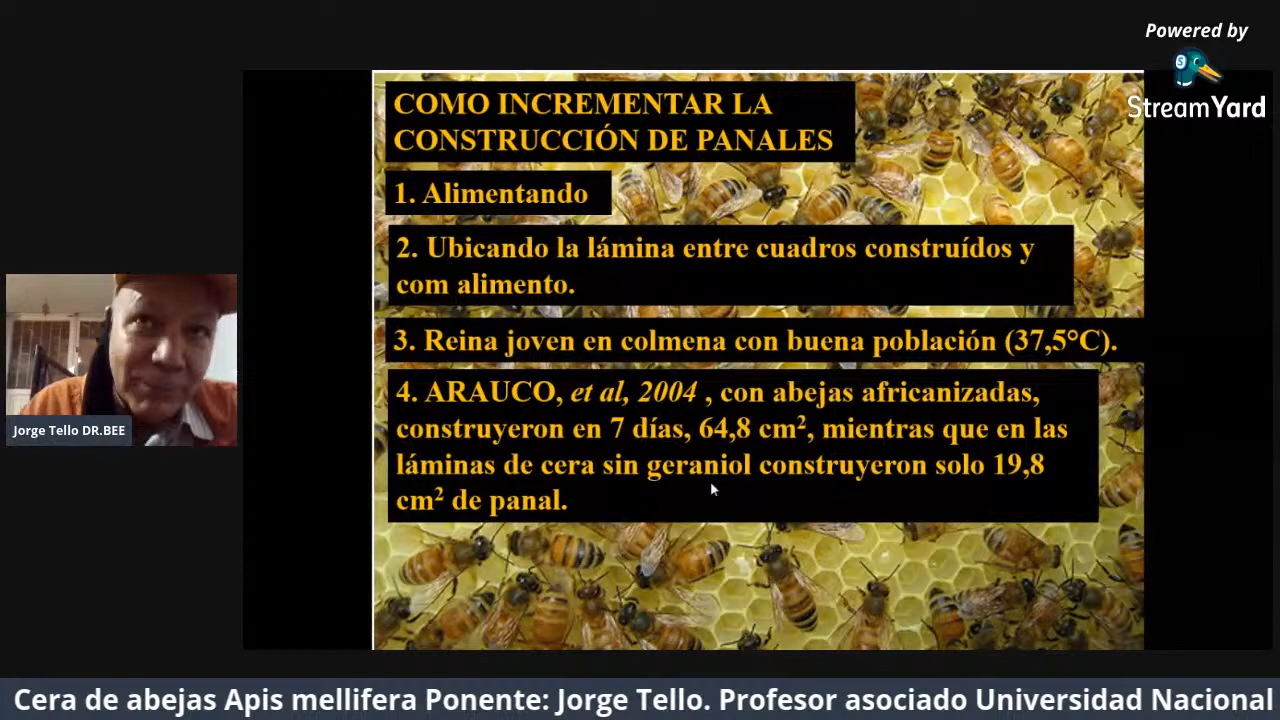 Powered by
StreamYard
COMO INCREMENTAR LA
CONSTRUCCIÓN DE PANALES
1. Alimentando
2. Ubicando la lámina entre cuadros construídos y
com alimento.
3. Reina joven en colmena con buena población (37,5°C).
4. ARAUCO, et al, 2004 , con abejas africanizadas,
construyeron en 7 días, 64,8 cm², mientras que en las
láminas de cera sin geraniol construyeron solo 19,8
cm² de panal.
Jorge Tello DR.BEE
Cera de abejas Apis mellifera Ponente: Jorge Tello. Profesor asociado Universidad Nacional